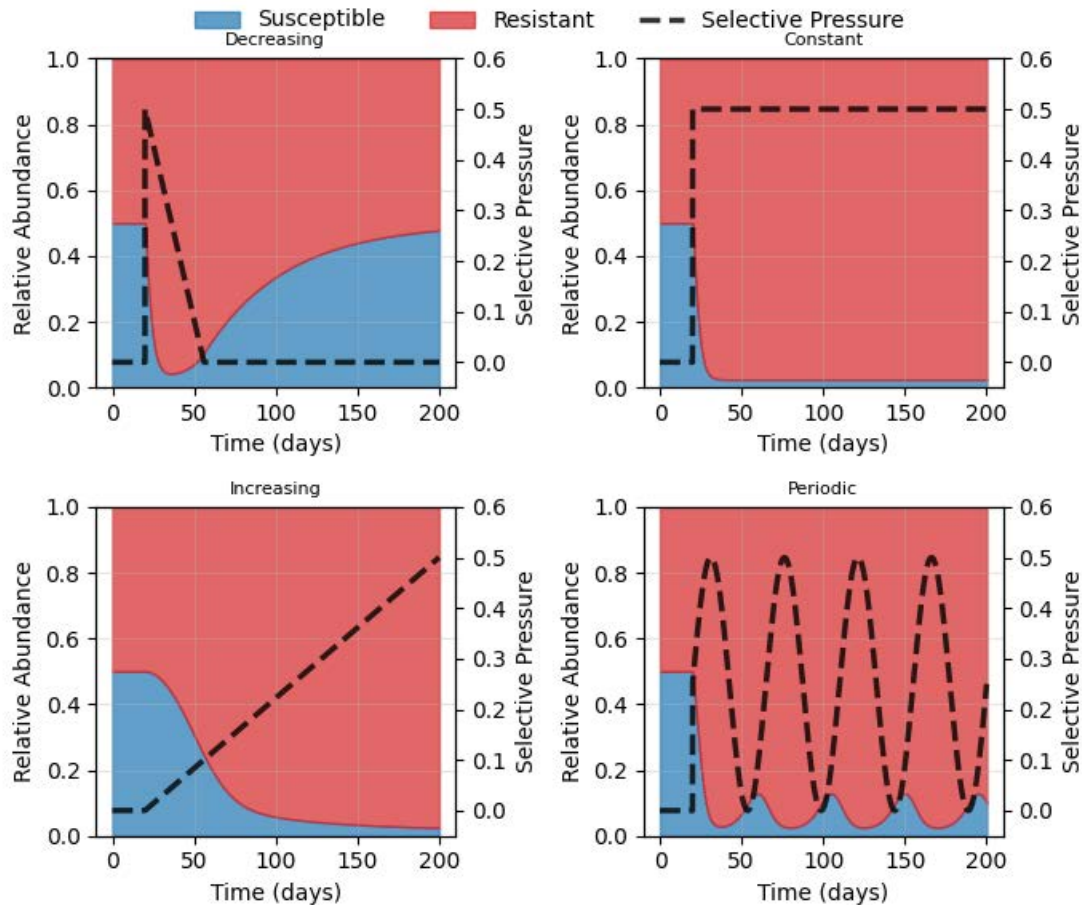 Susceptible Resistant Selective Pressure
Decreasing
1.0
0.8
0.6
0.4
0.2
0.0
Relative Abundance
0.6
0.5
0.4
0.3
0.2
0.1
0.0
Selective Pressure
0 50 100 150 200
Time (days)
Constant
1.0
0.8
0.6
0.4
0.2
0.0
Relative Abundance
0.6
0.5
0.4
0.3
0.2
0.1
0.0
Selective Pressure
0 50 100 150 200
Time (days)
Increasing
1.0
0.8
0.6
0.4
0.2
0.0
Relative Abundance
0.6
0.5
0.4
0.3
0.2
0.1
0.0
Selective Pressure
0 50 100 150 200
Time (days)
Periodic
1.0
0.8
0.6
0.4
0.2
0.0
Relative Abundance
0.6
0.5
0.4
0.3
0.2
0.1
0.0
Selective Pressure
0 50 100 150 200
Time (days)